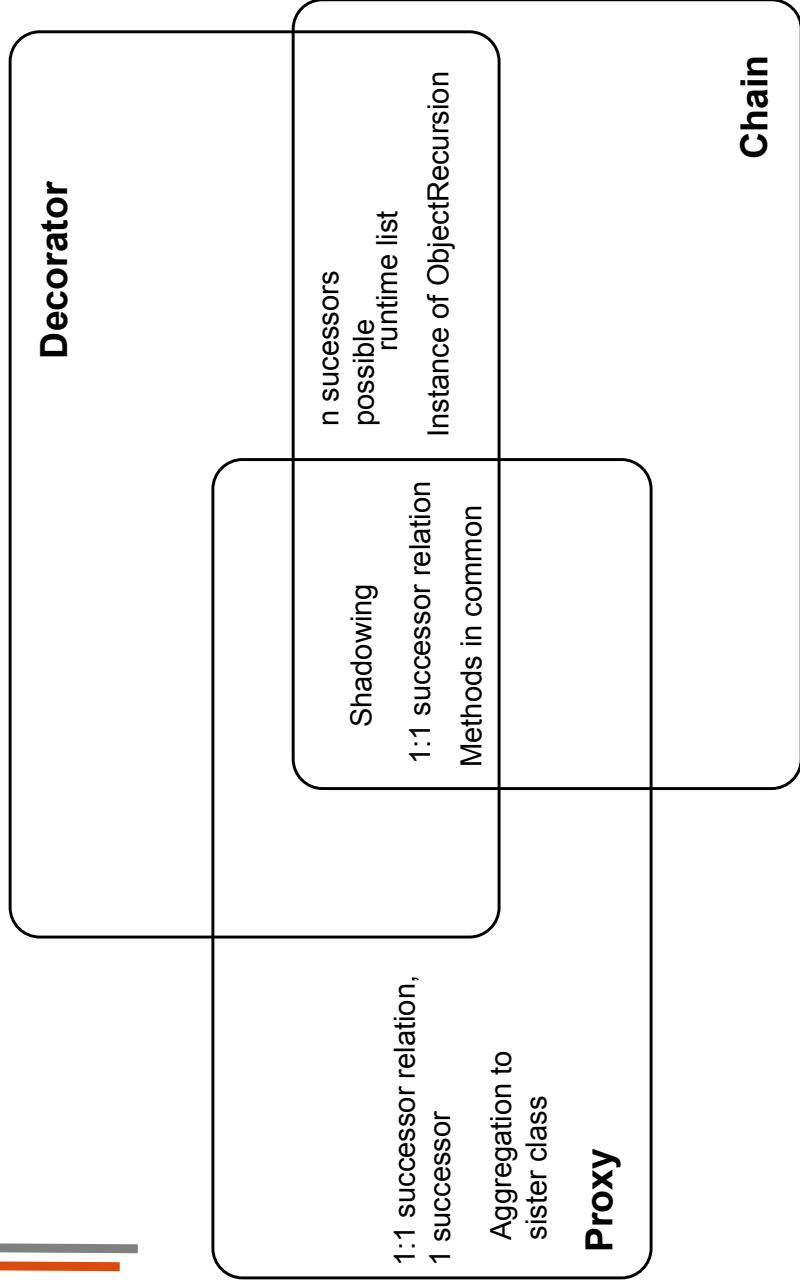 Decorator
n sucessors
possible
runtime list
Instance of ObjectRecursion
Shadowing
1:1 successor relation
Methods in common
1:1 successor relation,
1 successor
Aggregation to
sister class
Proxy
Chain